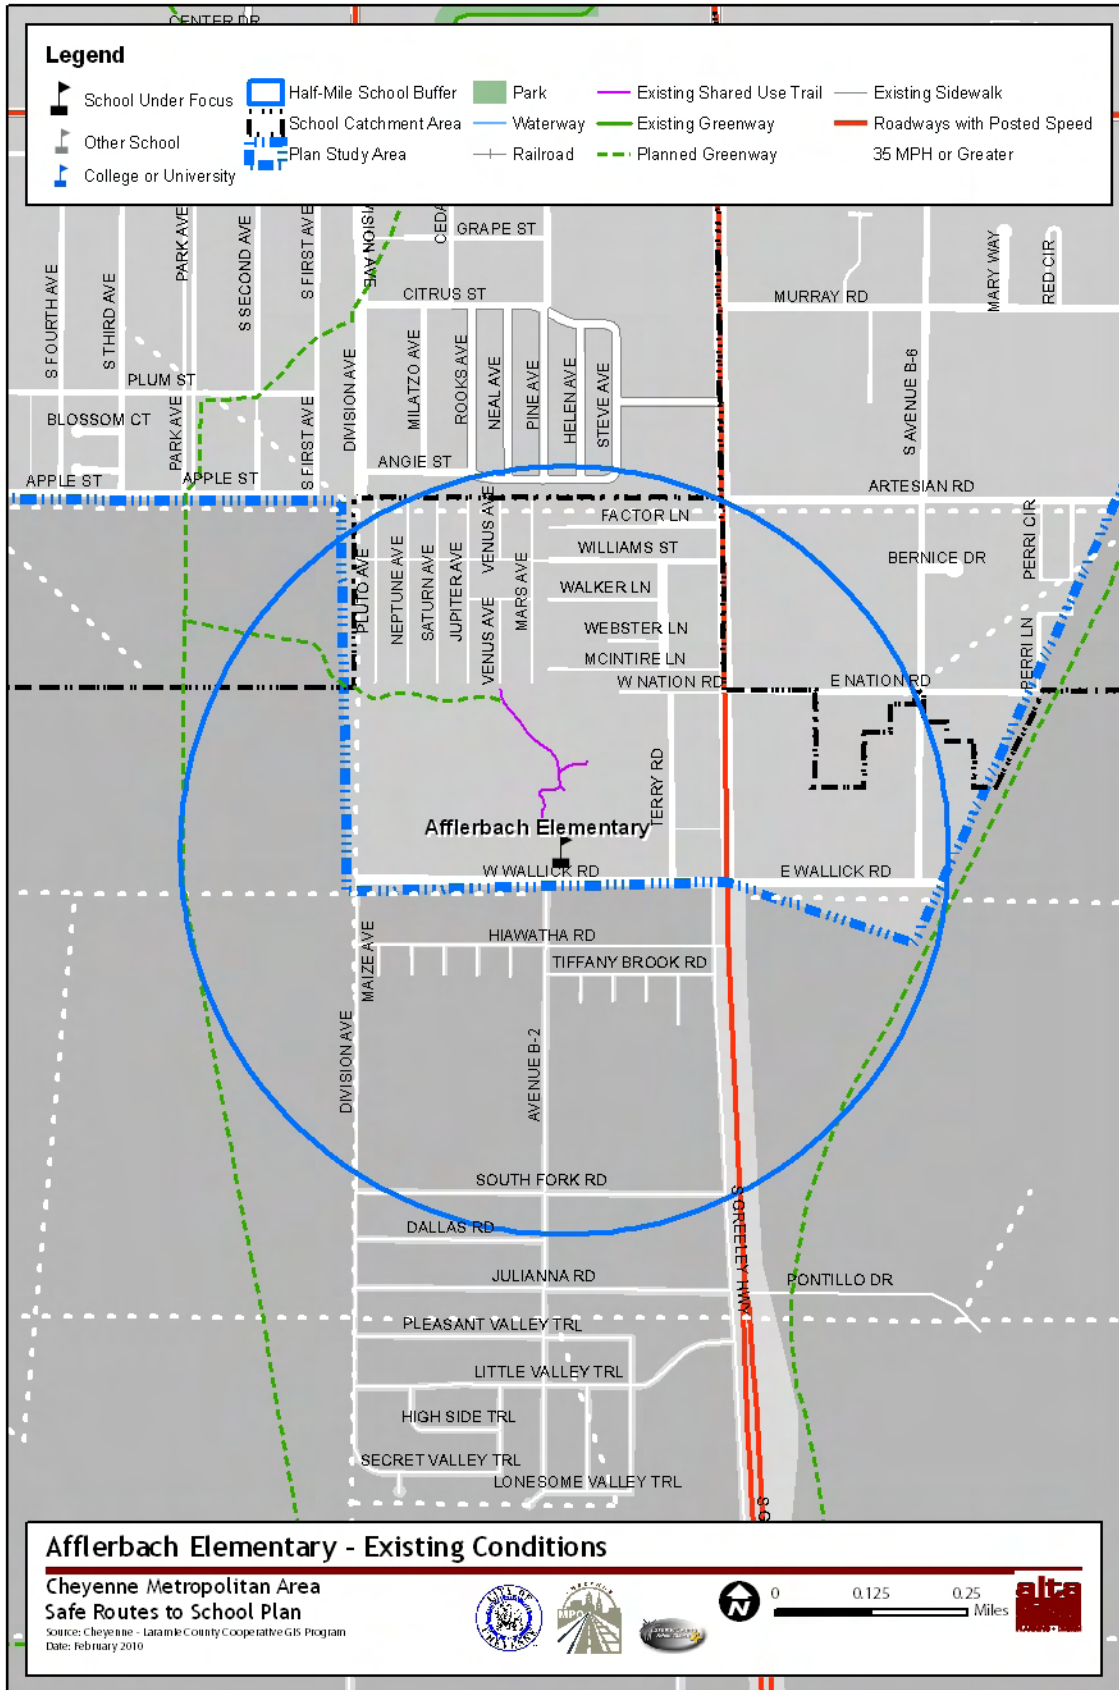 CENTER DR
Legend
School Under Focus
Other School
College or University
Half-Mile School Buffer
School Catchment Area
Plan Study Area
Park
Waterway
Railroad
Existing Shared Use Trail
Existing Greenway
Planned Greenway
Existing Sidewalk
Roadways with Posted Speed
35 MPH or Greater
S FOURTH AVE
S THIRD AVE
PARK AVE
S SECOND AVE
S FIRST AVE
VISION AVE
CEDA
GRAPE ST
CITRUS ST
MURRAY RD
MARY WAY
RED CIR
PLUM ST
BLOSSOM CT
APPLE ST
PARK AVE
APPLE ST
S FIRST AVE
DIVISION AVE
MILATZO AVE
ROOKS AVE
NEAL AVE
PINE AVE
HELEN AVE
STEVE AVE
S AVENUE B-6
ANGIE ST
ARTESIAN RD
FACTOR LN
WILLIAMS ST
WALKER LN
WEBSTER LN
MCINTIRE LN
W NATION RD
E NATION RD
BERNICE DR
PERRI CIR
PERRI LN
PLUTO AVE
NEPTUNE AVE
SATURN AVE
JUPITER AVE
VENUS AVE
VENUS AVE
MARS AVE
TERRY RD
Afflerbach Elementary
W WALLICK RD
E WALLICK RD
HIAWATHA RD
TIFFANY BROOK RD
MAIZE AVE
DIVISION AVE
AVENUE B-2
SOUTH FORK RD
DALLAS RD
JULIANNA RD
S GREELEY HWY
PONTILLO DR
PLEASANT VALLEY TRL
LITTLE VALLEY TRL
HIGH SIDE TRL
SECRET VALLEY TRL
LONESOME VALLEY TRL
S G
Afflerbach Elementary - Existing Conditions
Cheyenne Metropolitan Area
Safe Routes to School Plan
Source: Cheyenne - Laramie County Cooperative GIS Program
Date: February 2010
CITY OF
CHEYENNE
MPO
N
0 0.125 0.25
Miles
alta